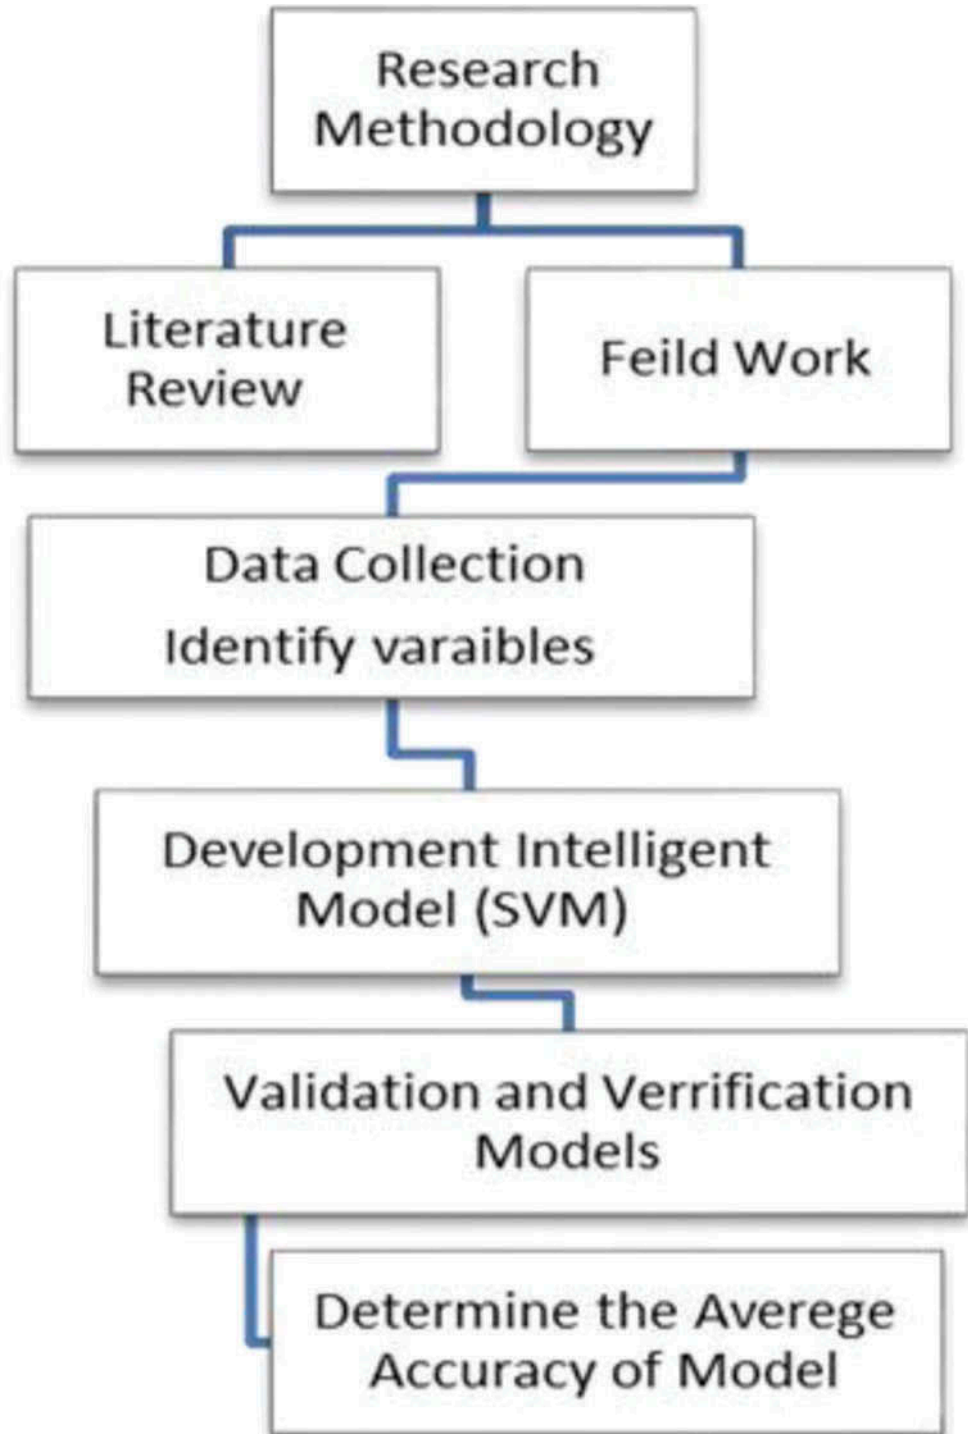 Research
Methodology
Literature
Review
Feild Work
Data Collection
Identify varaibles
Development Intelligent
Model (SVM)
Validation and Verrification
Models
Determine the Averege
Accuracy of Model